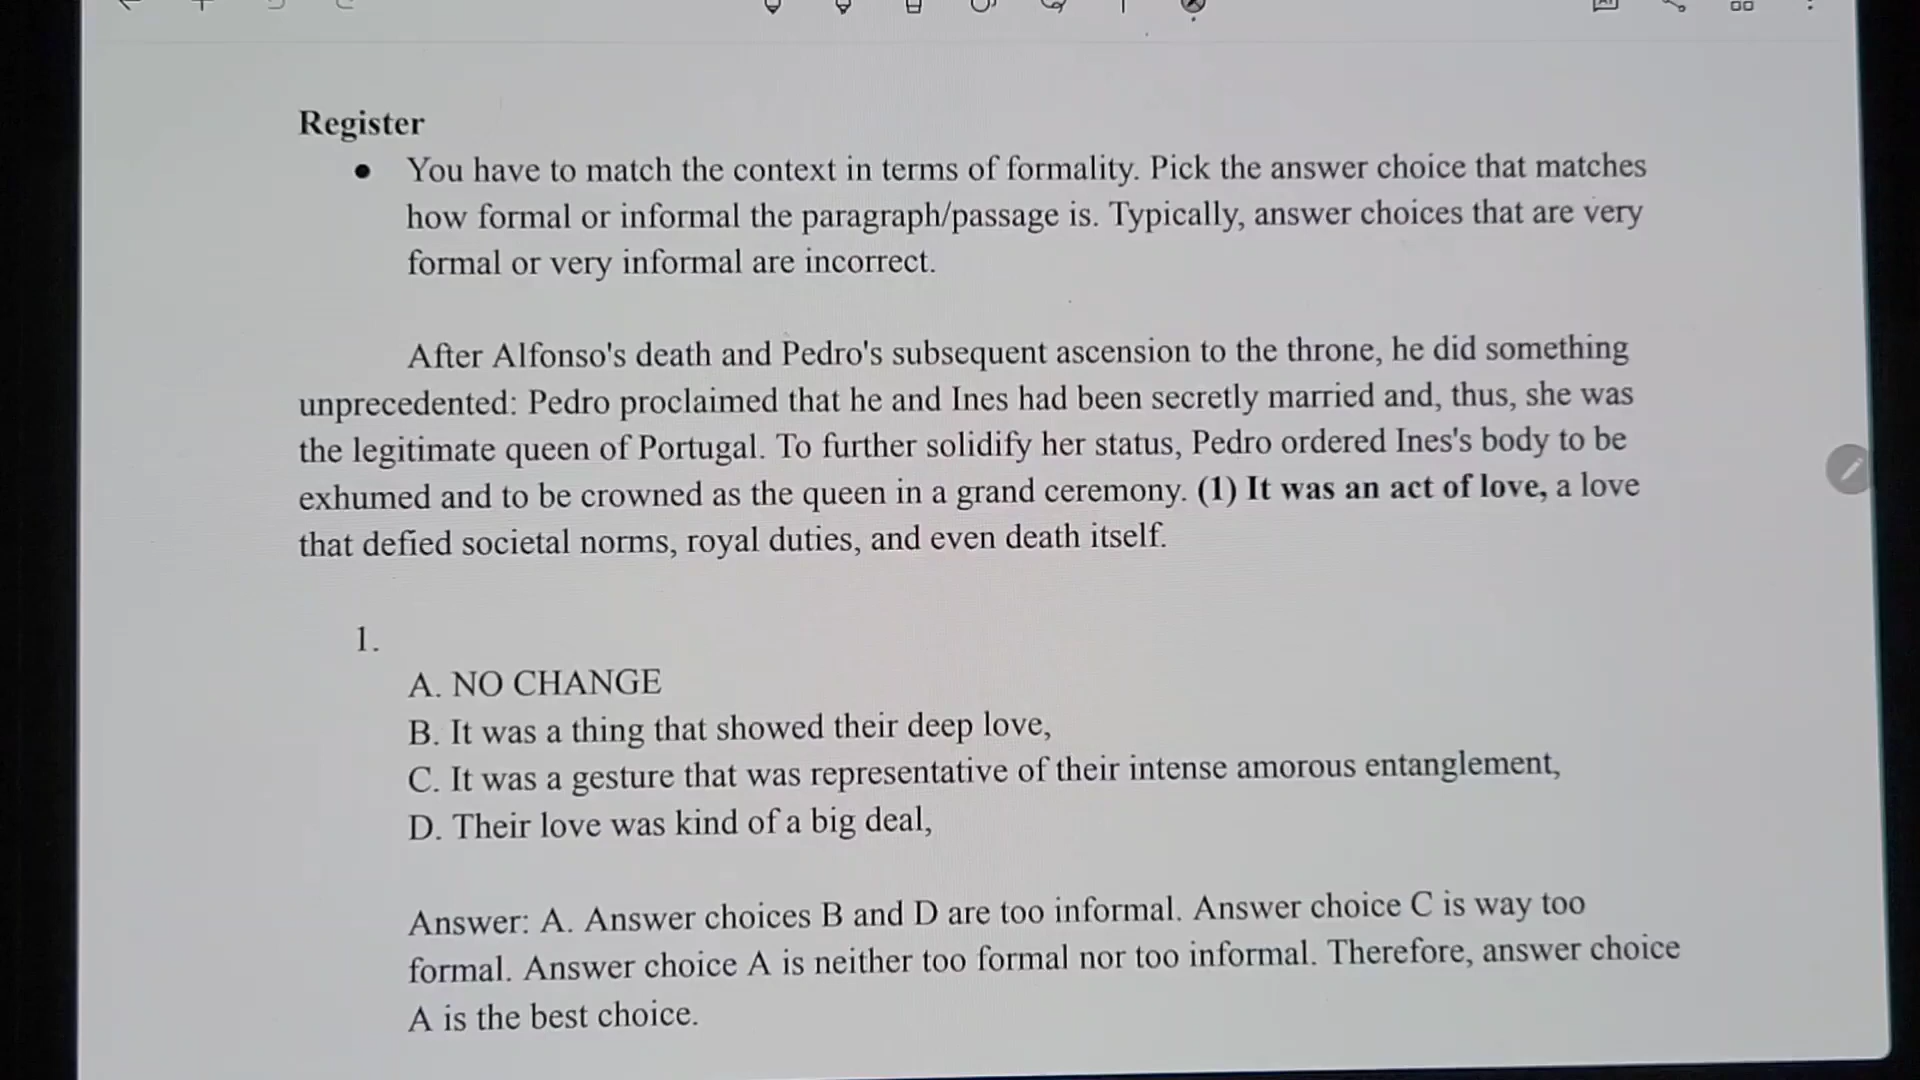 Register
• You have to match the context in terms of formality. Pick the answer choice that matches
how formal or informal the paragraph/passage is. Typically, answer choices that are very
formal or very informal are incorrect.
After Alfonso's death and Pedro's subsequent ascension to the throne, he did something
unprecedented: Pedro proclaimed that he and Ines had been secretly married and, thus, she was
the legitimate queen of Portugal. To further solidify her status, Pedro ordered Ines's body to be
exhumed and to be crowned as the queen in a grand ceremony. (1) It was an act of love, a love
that defied societal norms, royal duties, and even death itself.
1.
A. NO CHANGE
B. It was a thing that showed their deep love,
C. It was a gesture that was representative of their intense amorous entanglement,
D. Their love was kind of a big deal,
Answer: A. Answer choices B and D are too informal. Answer choice C is way too
formal. Answer choice A is neither too formal nor too informal. Therefore, answer choice
A is the best choice.